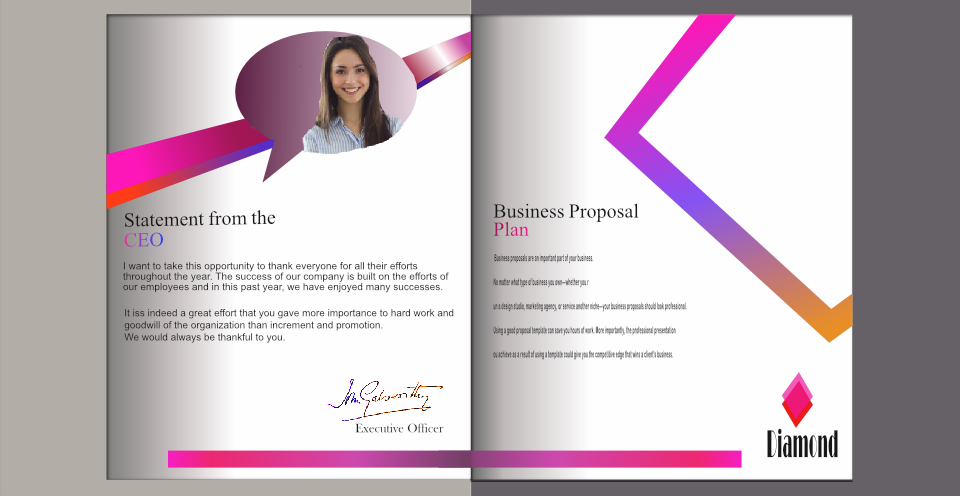 Statement from the
CEO
I want to take this opportunity to thank everyone for all their efforts
throughout the year. The success of our company is built on the efforts of
our employees and in this past year, we have enjoyed many successes.
It iss indeed a great effort that you gave more importance to hard work and
goodwill of the organization than increment and promotion.
We would always be thankful to you.
Executive Officer
Business Proposal
Plan
Business proposals are an important part of your business.
No matter what type of business you own—whether you r
un a design studio, marketing agency, or service another niche—your business proposals should look professional.
Using a good proposal template can save you hours of work. More importantly, the professional presentation
ou achieve as a result of using a template could give you the competitive edge that wins a client's business.
Diamond